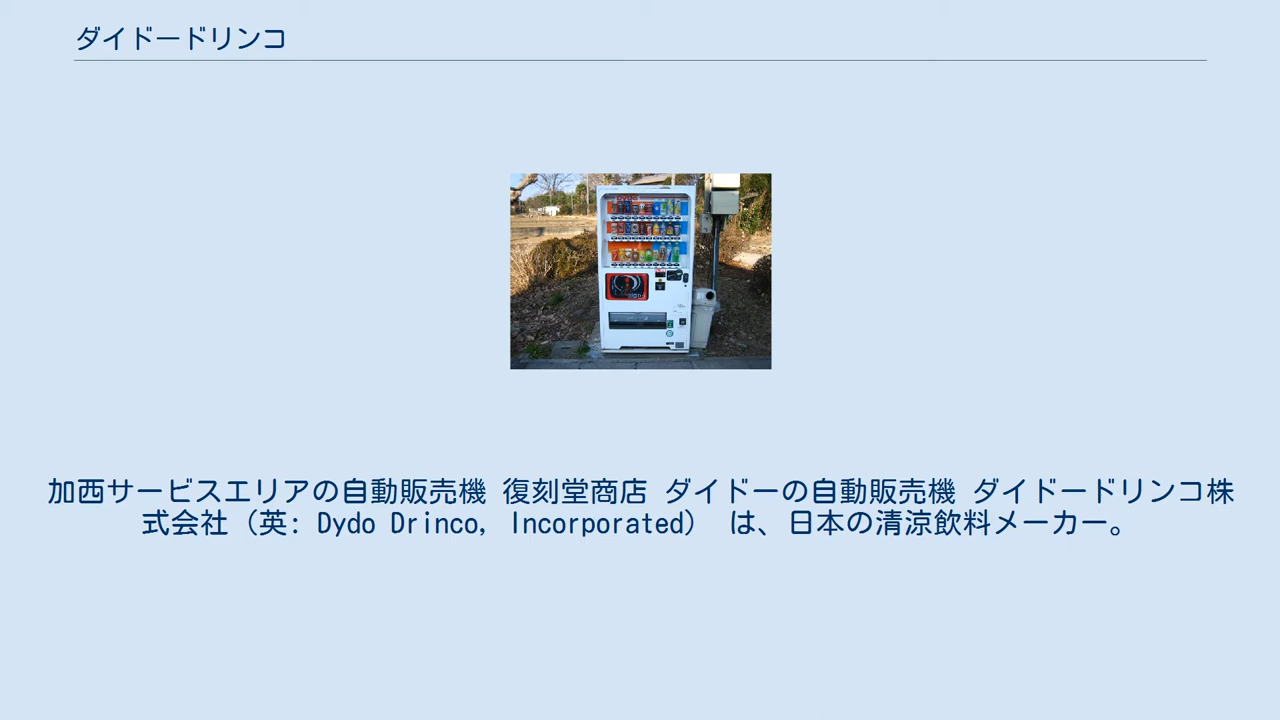 ダイドードリンコ
加西サービスエリアの自動販売機 復刻堂商店 ダイドーの自動販売機 ダイドードリンコ株
式会社（英: Dydo Drinco, Incorporated） は、日本の清涼飲料メーカー。